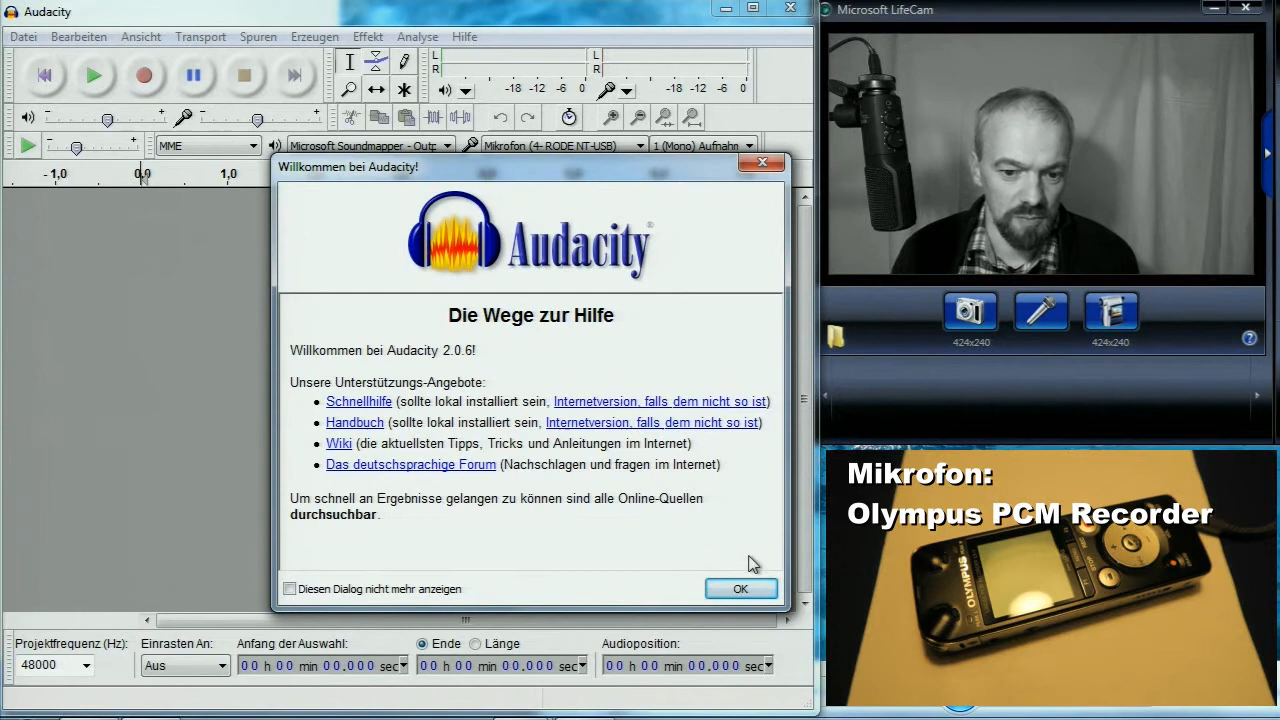 Audacity
Datei Bearbeiten Ansicht Transport Spuren Erzeugen Effekt Analyse Hilfe
L
R
-18 -12 -6 0
L
R
-18 -12 -6 0
MME
Microsoft Soundmapper - Outp
Mikrofon (4- RODE NT-USB)
1 (Mono) Aufnahm
- 1,0 0,0 1,0
Willkommen bei Audacity!
Audacity®
Die Wege zur Hilfe
Willkommen bei Audacity 2.0.6!
Unsere Unterstützungs-Angebote:
• Schnellhilfe (sollte lokal installiert sein, Internetversion, falls dem nicht so ist)
• Handbuch (sollte lokal installiert sein, Internetversion, falls dem nicht so ist)
• Wiki (die aktuellsten Tipps, Tricks und Anleitungen im Internet)
• Das deutschsprachige Forum (Nachschlagen und fragen im Internet)
Um schnell an Ergebnisse gelangen zu können sind alle Online-Quellen
durchsuchbar.
Diesen Dialog nicht mehr anzeigen
OK
Projektfrequenz (Hz): Einrasten An: Anfang der Auswahl: Ende Länge Audioposition:
48000 Aus 00 h 00 min 00.000 sec 00 h 00 min 00.000 sec 00 h 00 min 00.000 sec
Microsoft LifeCam
424x240 424x240
Mikrofon:
Olympus PCM Recorder
OLYMPUS